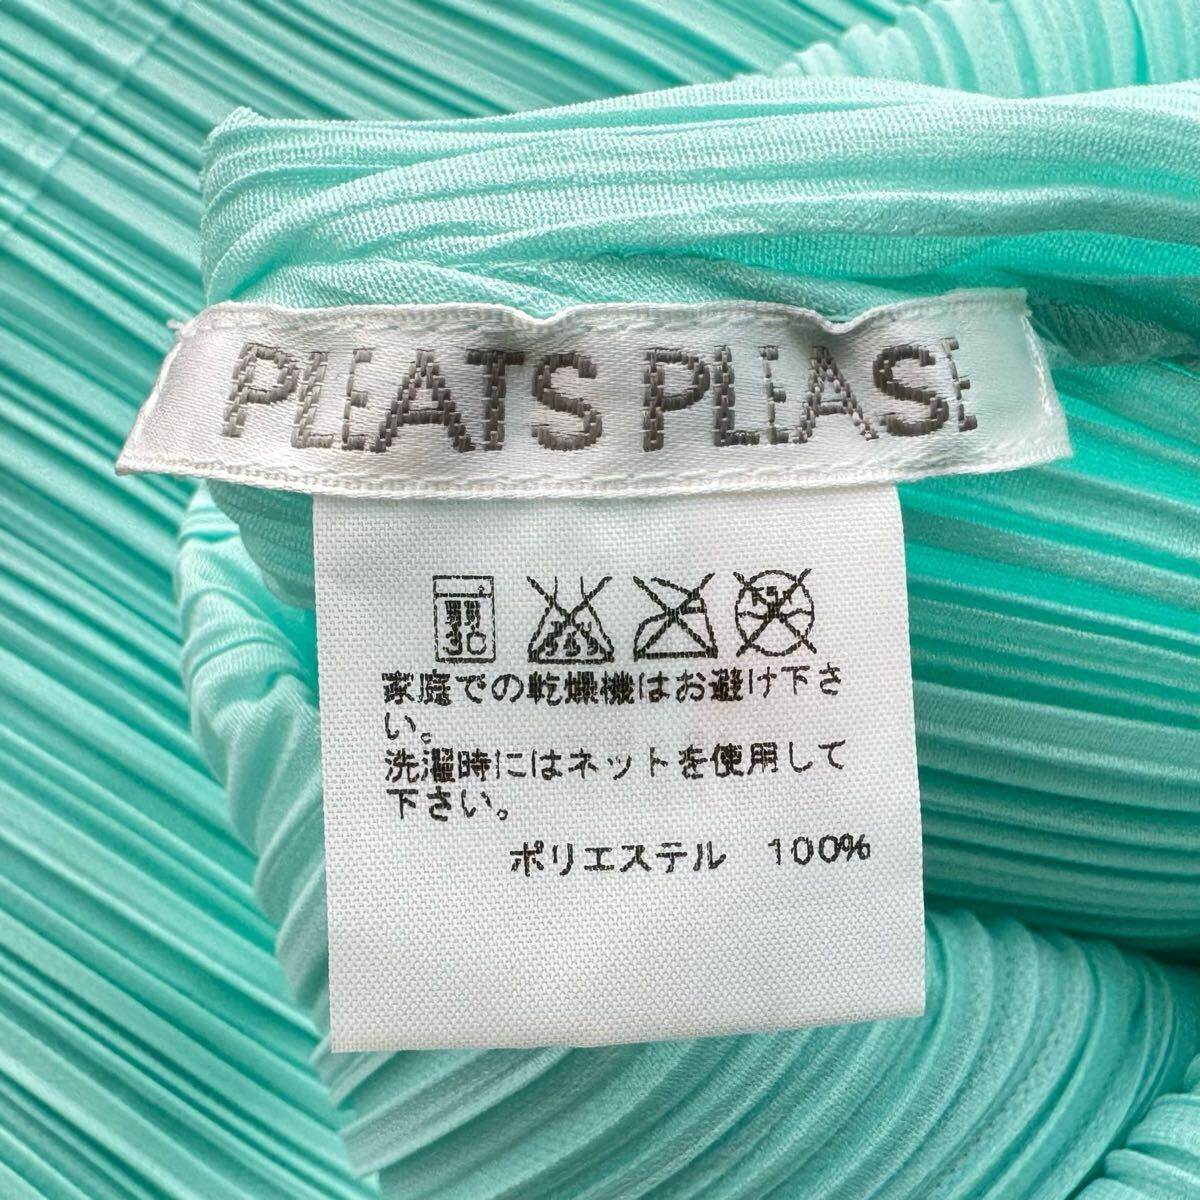 PLEATS PLEASE
家庭での乾燥機はお避け下さ
い。
洗濯時にはネットを使用して
下さい。
ポリエステル 100%